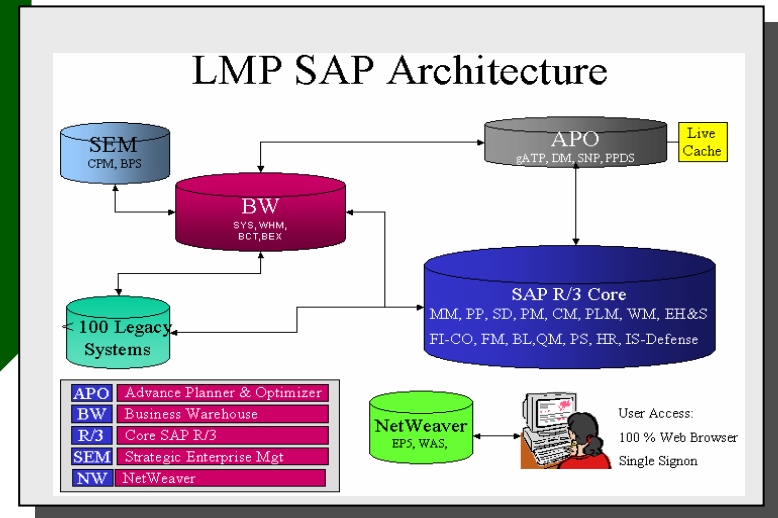 LMP SAP Architecture
SEM
CPM, BPS
APO
gATP, DM, SNP, PPDS
Live
Cache
BW
SYS, WHM,
BCT,BEX
SAP R/3 Core
MM, PP, SD, PM, CM, PLM, WM, EH&S
FI-CO, FM, BL,QM, PS, HR, IS-Defense
< 100 Legacy
Systems
APO Advance Planner & Optimizer
BW Business Warehouse
R/3 Core SAP R/3
SEM Strategic Enterprise Mgt
NW NetWeaver
NetWeaver
EP5, WAS,
User Access:
100 % Web Browser
Single Signon